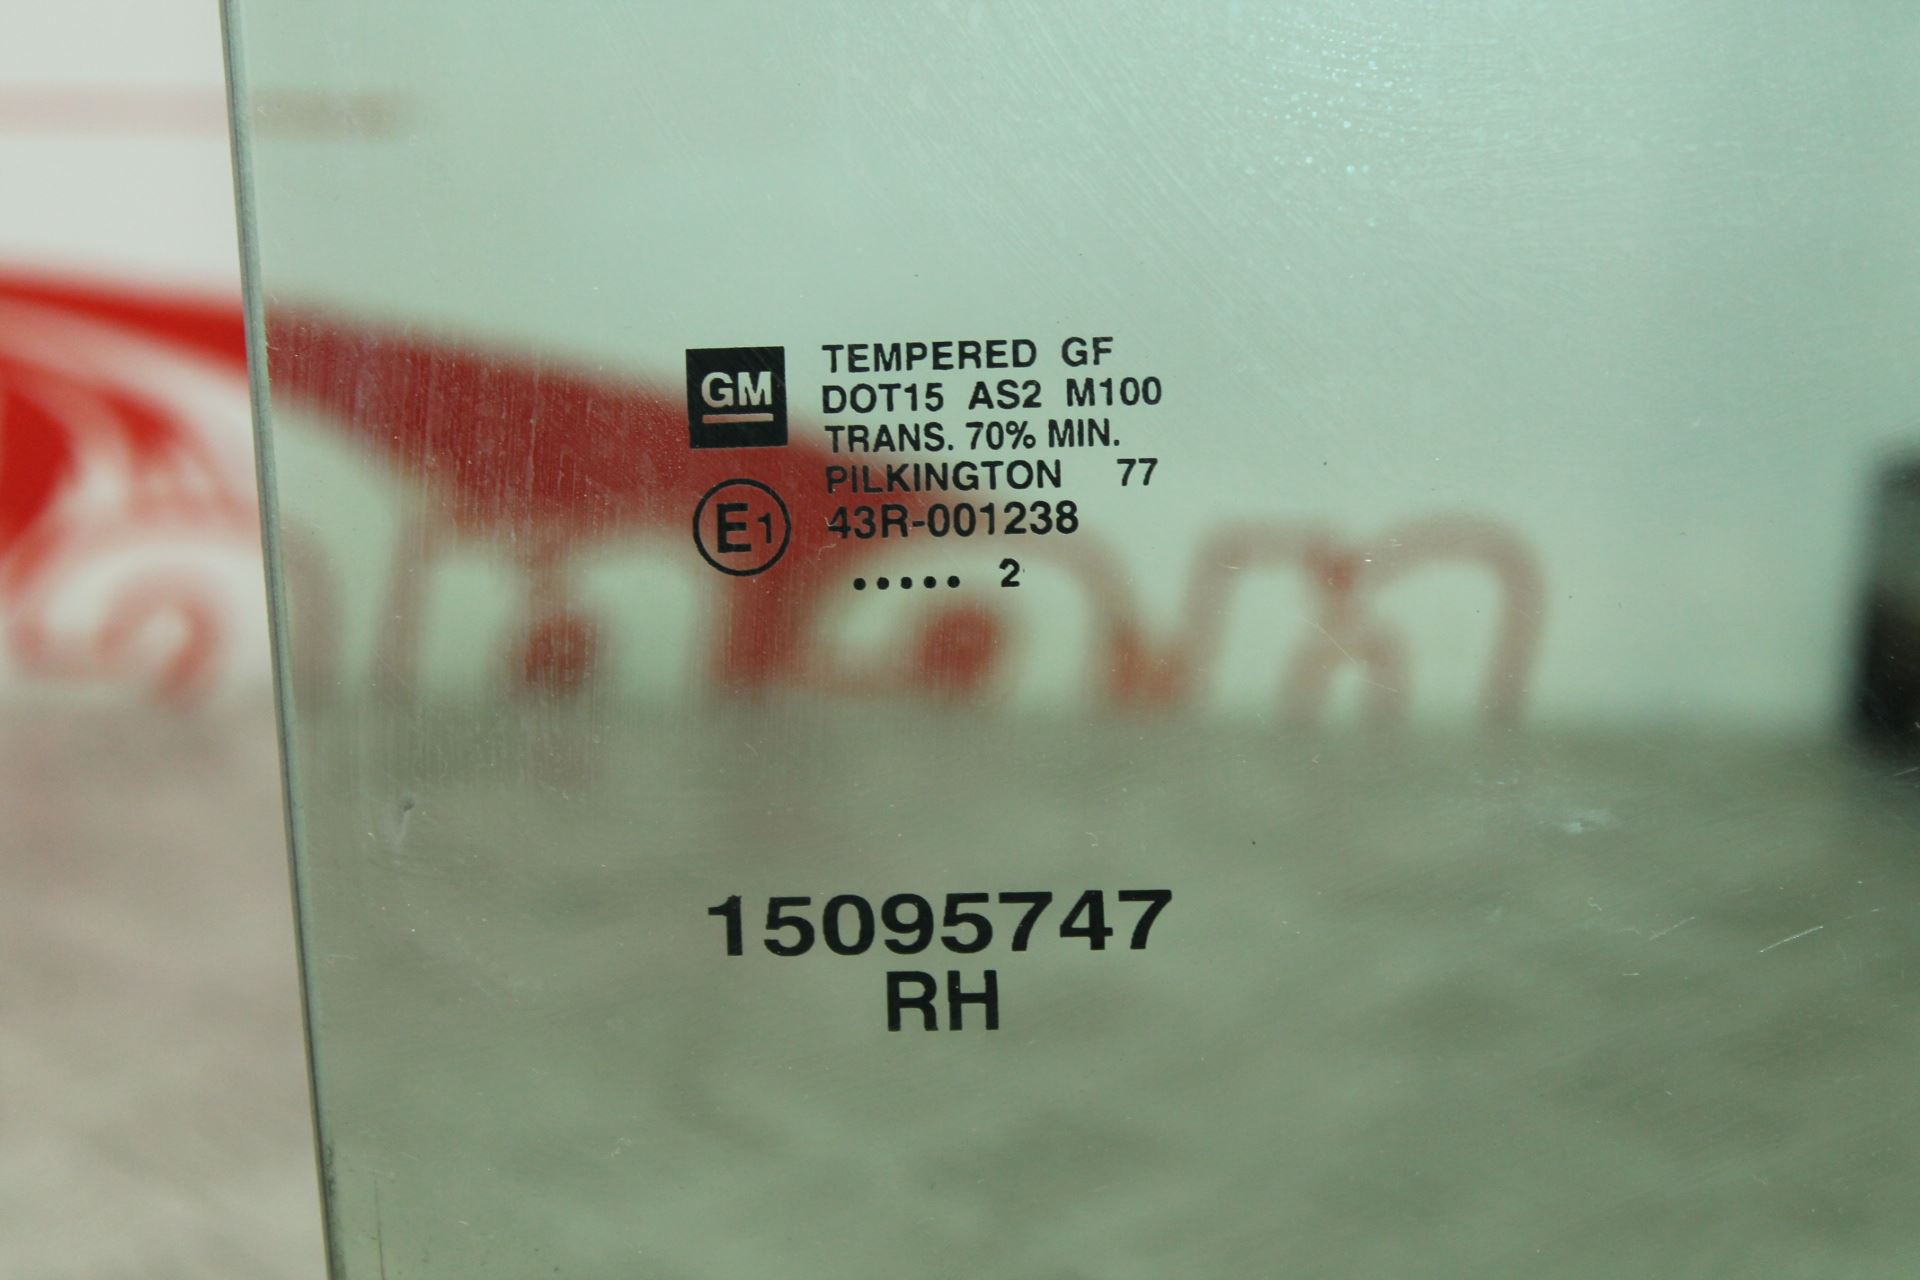 GM
TEMPERED GF
DOT15 AS2 M100
TRANS. 70% MIN.
PILKINGTON 77
E1
43R-001238
..... 2
15095747
RH